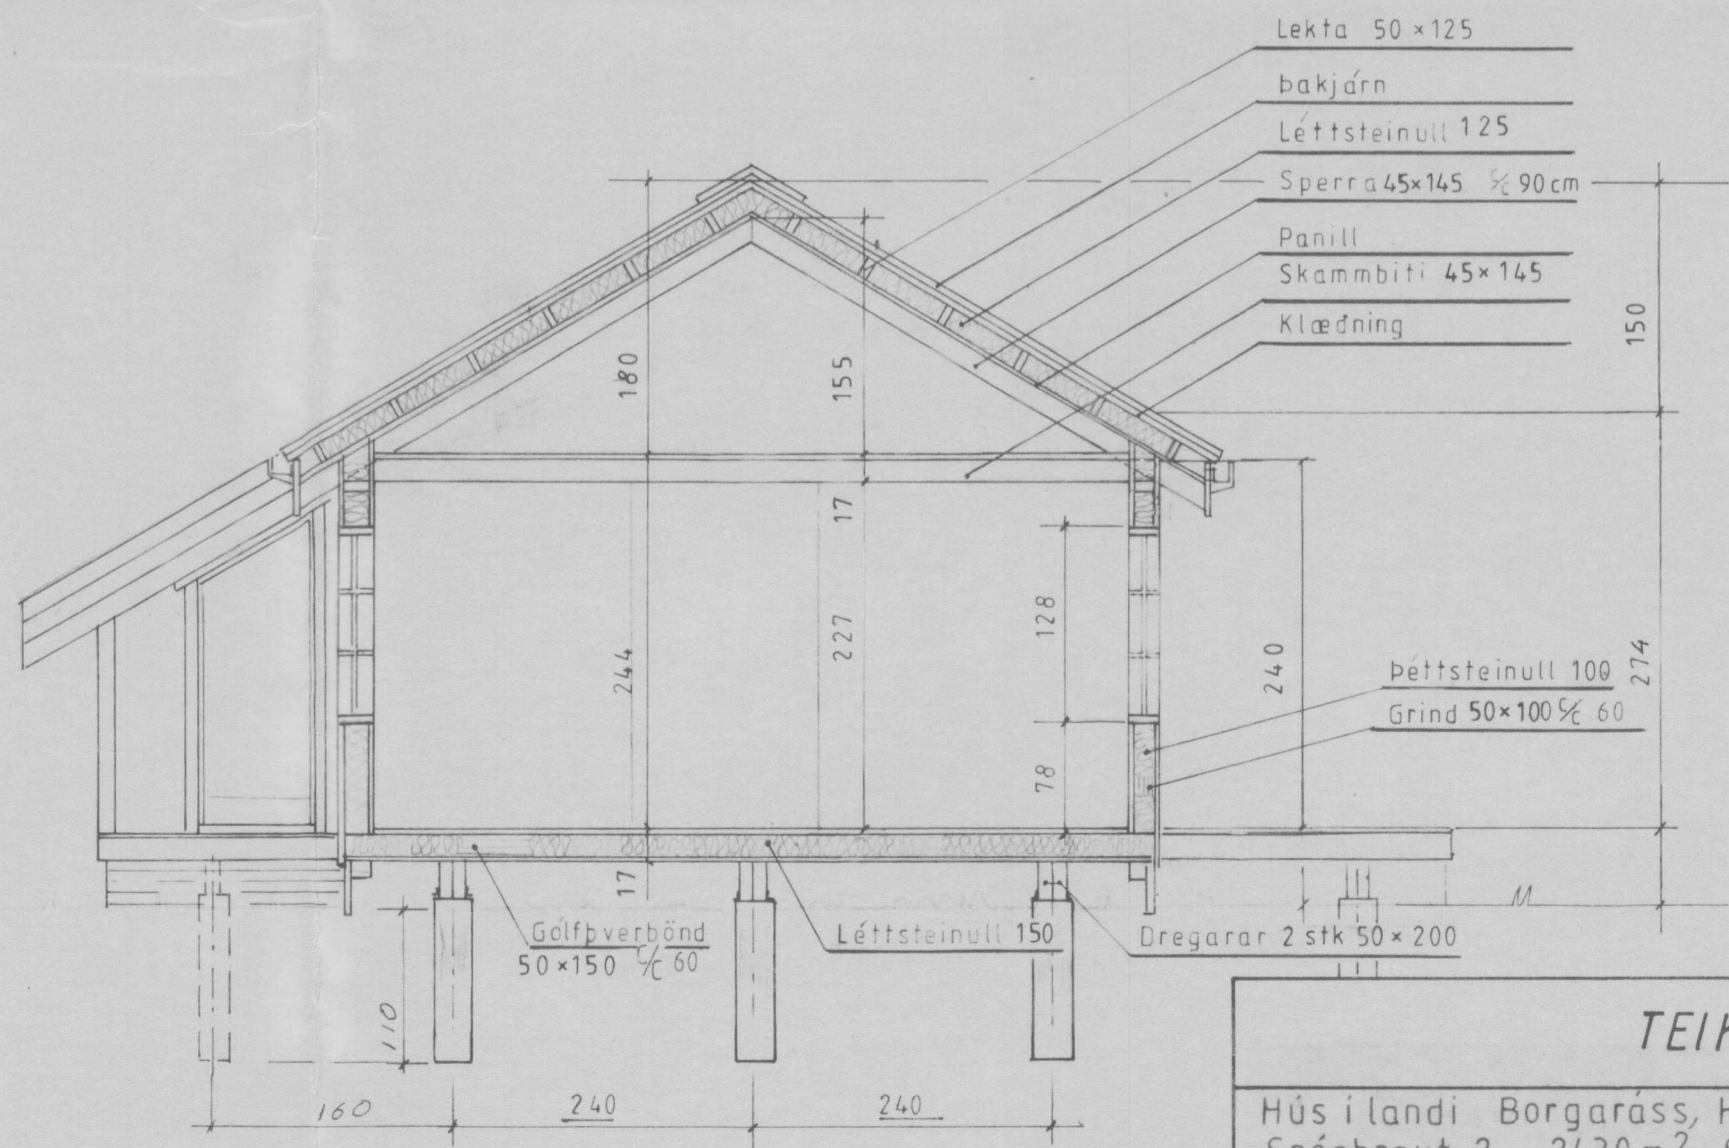 Lekta 50 × 125
Þakjárn
Léttsteinull 125
Sperra 45×145 c/c 90 cm
Panill
Skammbiti 45×145
Klæðning
150
180
155
17
128
227
244
240
274
Þéttsteinull 100
Grind 50×100 c/c 60
78
17
Gólfþverbönd
50×150 c/c 60
Léttsteinull 150
Dregarar 2 stk 50 × 200
110
160
240
240
TEIK
Hús í landi Borgaráss, H